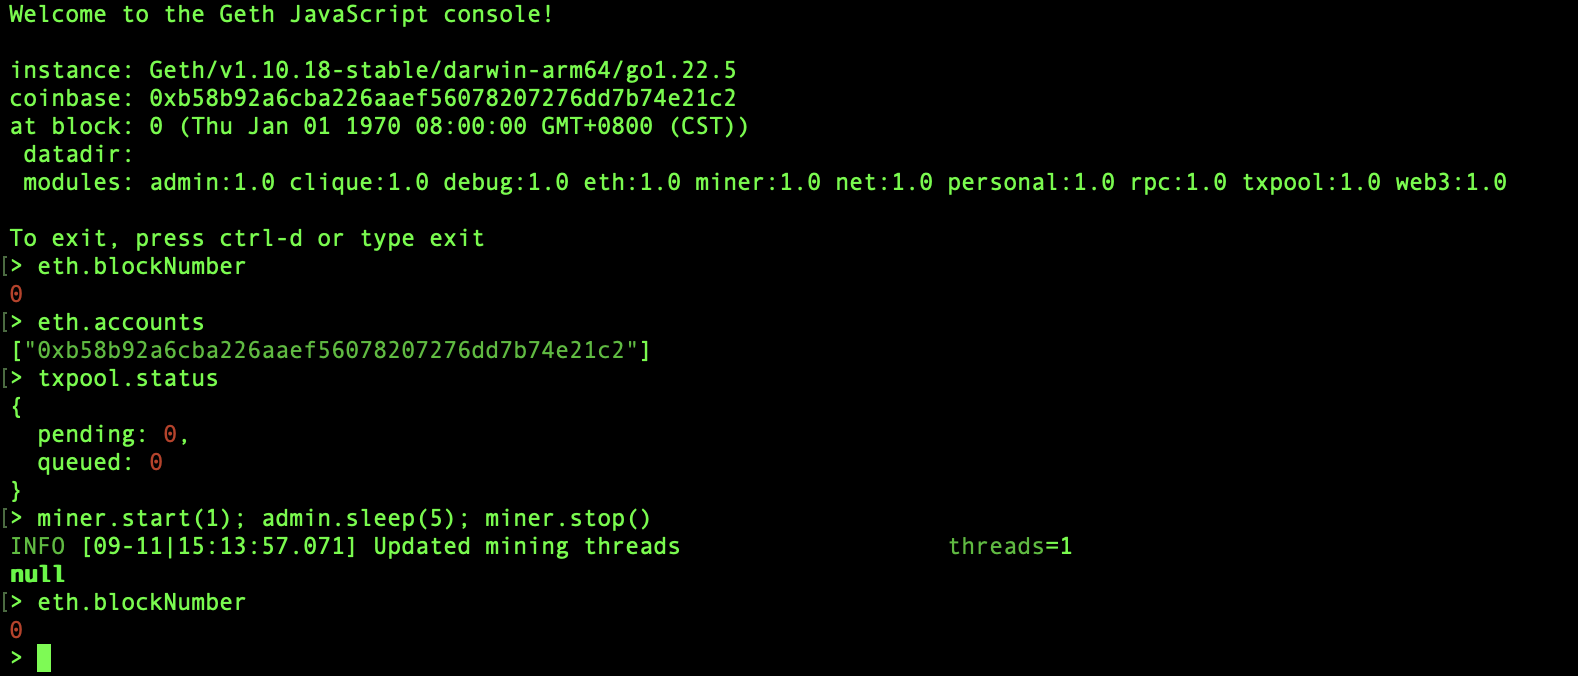 Welcome to the Geth JavaScript console!
instance: Geth/v1.10.18-stable/darwin-arm64/go1.22.5
coinbase: 0xb58b92a6cba226aaef56078207276dd7b74e21c2
at block: 0 (Thu Jan 01 1970 08:00:00 GMT+0800 (CST))
datadir:
modules: admin:1.0 clique:1.0 debug:1.0 eth:1.0 miner:1.0 net:1.0 personal:1.0 rpc:1.0 txpool:1.0 web3:1.0
To exit, press ctrl-d or type exit
[> eth.blockNumber
0
[> eth.accounts
["0xb58b92a6cba226aaef56078207276dd7b74e21c2"]
[> txpool.status
{
pending: 0,
queued: 0
}
[> miner.start(1); admin.sleep(5); miner.stop()
INFO [09-11|15:13:57.071] Updated mining threads threads=1
null
[> eth.blockNumber
0
>